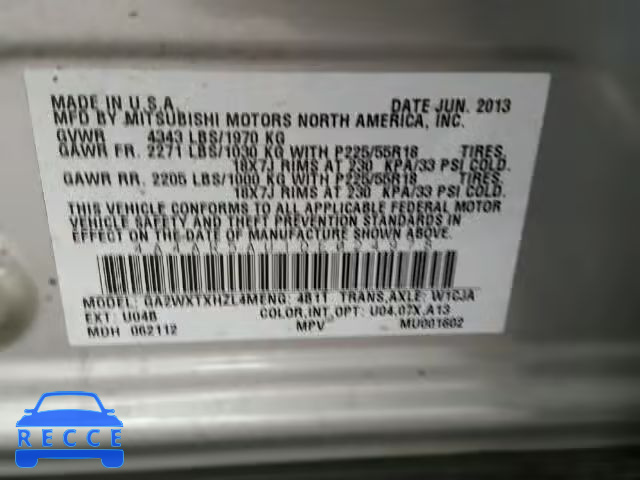 MADE IN U.S.A. DATE JUN. 2013
MFD BY MITSUBISHI MOTORS NORTH AMERICA, INC.
GVWR 4343 LBS/1970 KG
GAWR FR. 2271 LBS/1030 KG WITH P225/55R18 TIRES,
18X7J RIMS AT 230 KPA/33 PSI COLD.
GAWR RR. 2205 LBS/1000 KG WITH P225/55R18 TIRES,
18X7J RIMS AT 230 KPA/33 PSI COLD.
THIS VEHICLE CONFORMS TO ALL APPLICABLE FEDERAL MOTOR
VEHICLE SAFETY AND THEFT PREVENTION STANDARDS IN
EFFECT ON THE DATE OF MANUFACTURE SHOWN ABOVE.
MODEL: GA2WXTXHZL4M ENG: 4B11 TRANS,AXLE: W1CJA
EXT: U04B COLOR,INT,OPT: U04,07X,A13
MDH 062112 MPV MU001602
RECCE